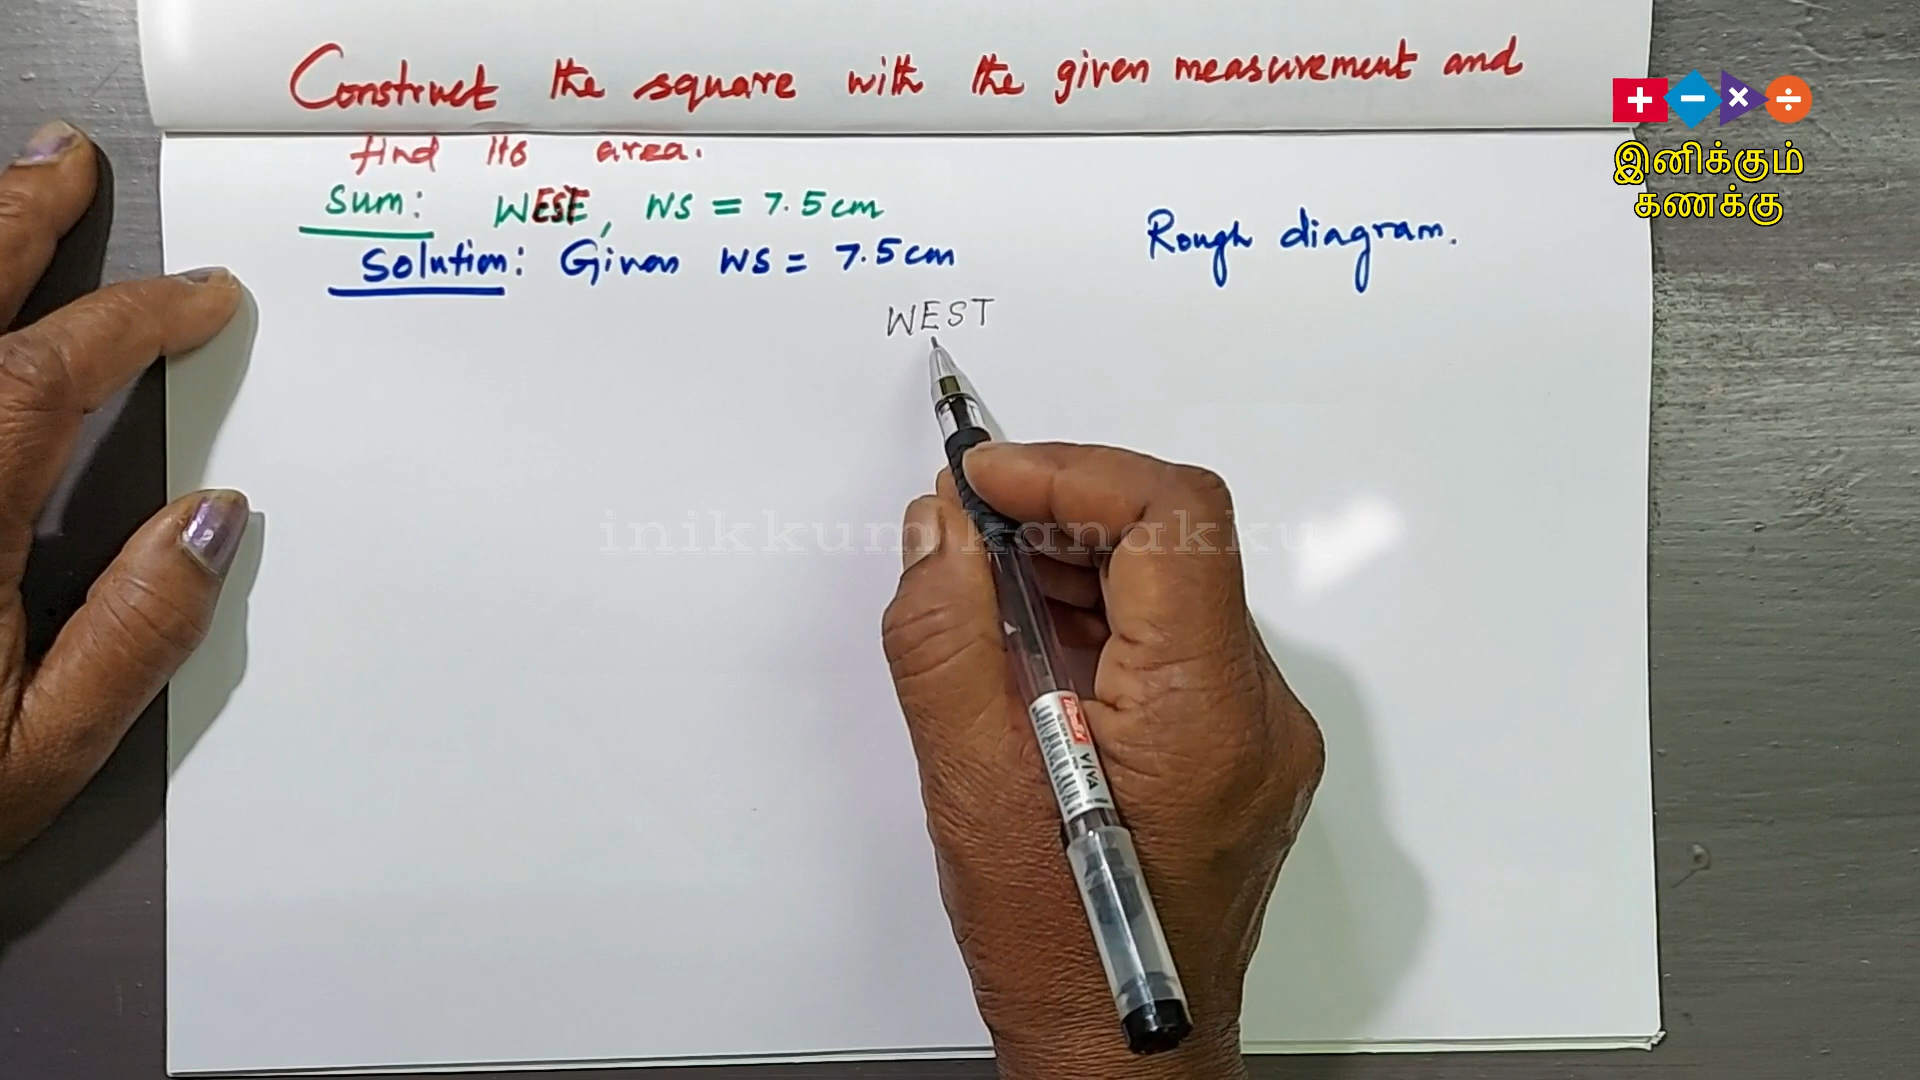 Construct the square with the given measurement and
find its area.
Sum: WEST, WS = 7.5cm
Solution: Given WS = 7.5cm
Rough diagram.
WEST
inikkum kanakku
+ − × ÷
இனிக்கும்
கணக்கு
VIVA